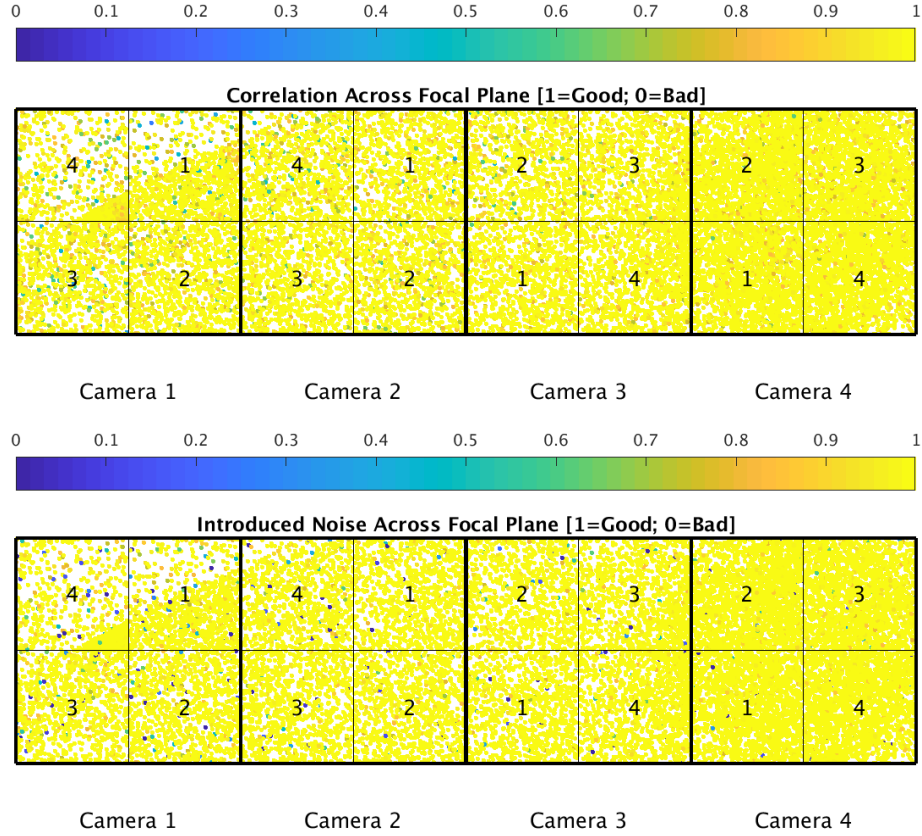 0 0.1 0.2 0.3 0.4 0.5 0.6 0.7 0.8 0.9 1
Correlation Across Focal Plane [1=Good; 0=Bad]
4 1 4 1 2 3 2 3
3 2 3 2 1 4 1 4
Camera 1 Camera 2 Camera 3 Camera 4
0 0.1 0.2 0.3 0.4 0.5 0.6 0.7 0.8 0.9 1
Introduced Noise Across Focal Plane [1=Good; 0=Bad]
4 1 4 1 2 3 2 3
3 2 3 2 1 4 1 4
Camera 1 Camera 2 Camera 3 Camera 4